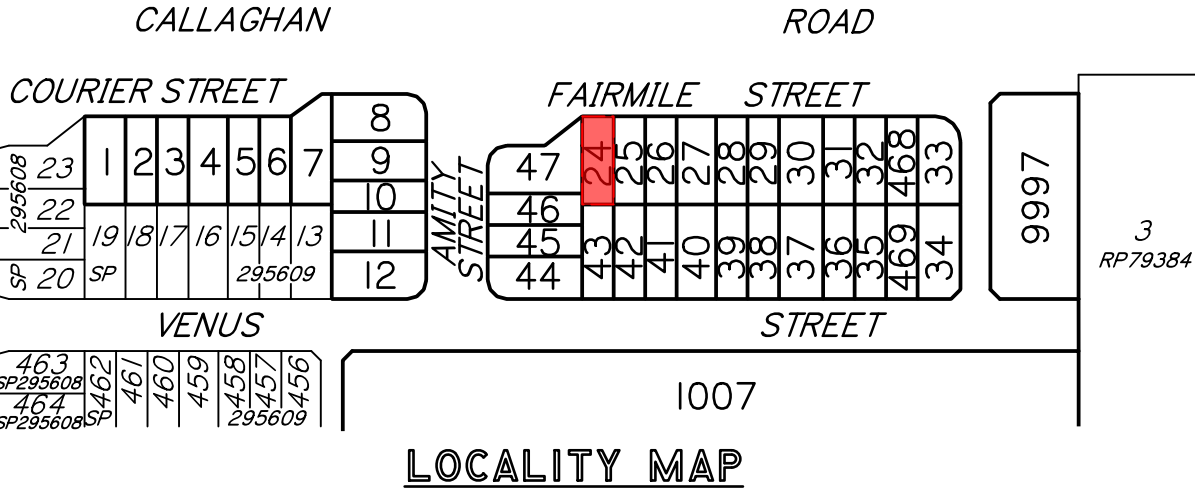 CALLAGHAN ROAD
COURIER STREET
FAIRMILE STREET
8
9
10
11
12
1 2 3 4 5 6 7
23
22
21
SP 20
295608
19 18 17 16 15 14 13
SP 295609
AMITY
STREET
47
46
45
44
24 25 26 27 28 29 30 31 32 468 33
43 42 41 40 39 38 37 36 35 469 34
9997
3
RP79384
VENUS STREET
463
SP295608
464
SP295608
462 461 460 459 458 457 456
SP 295609
1007
LOCALITY MAP